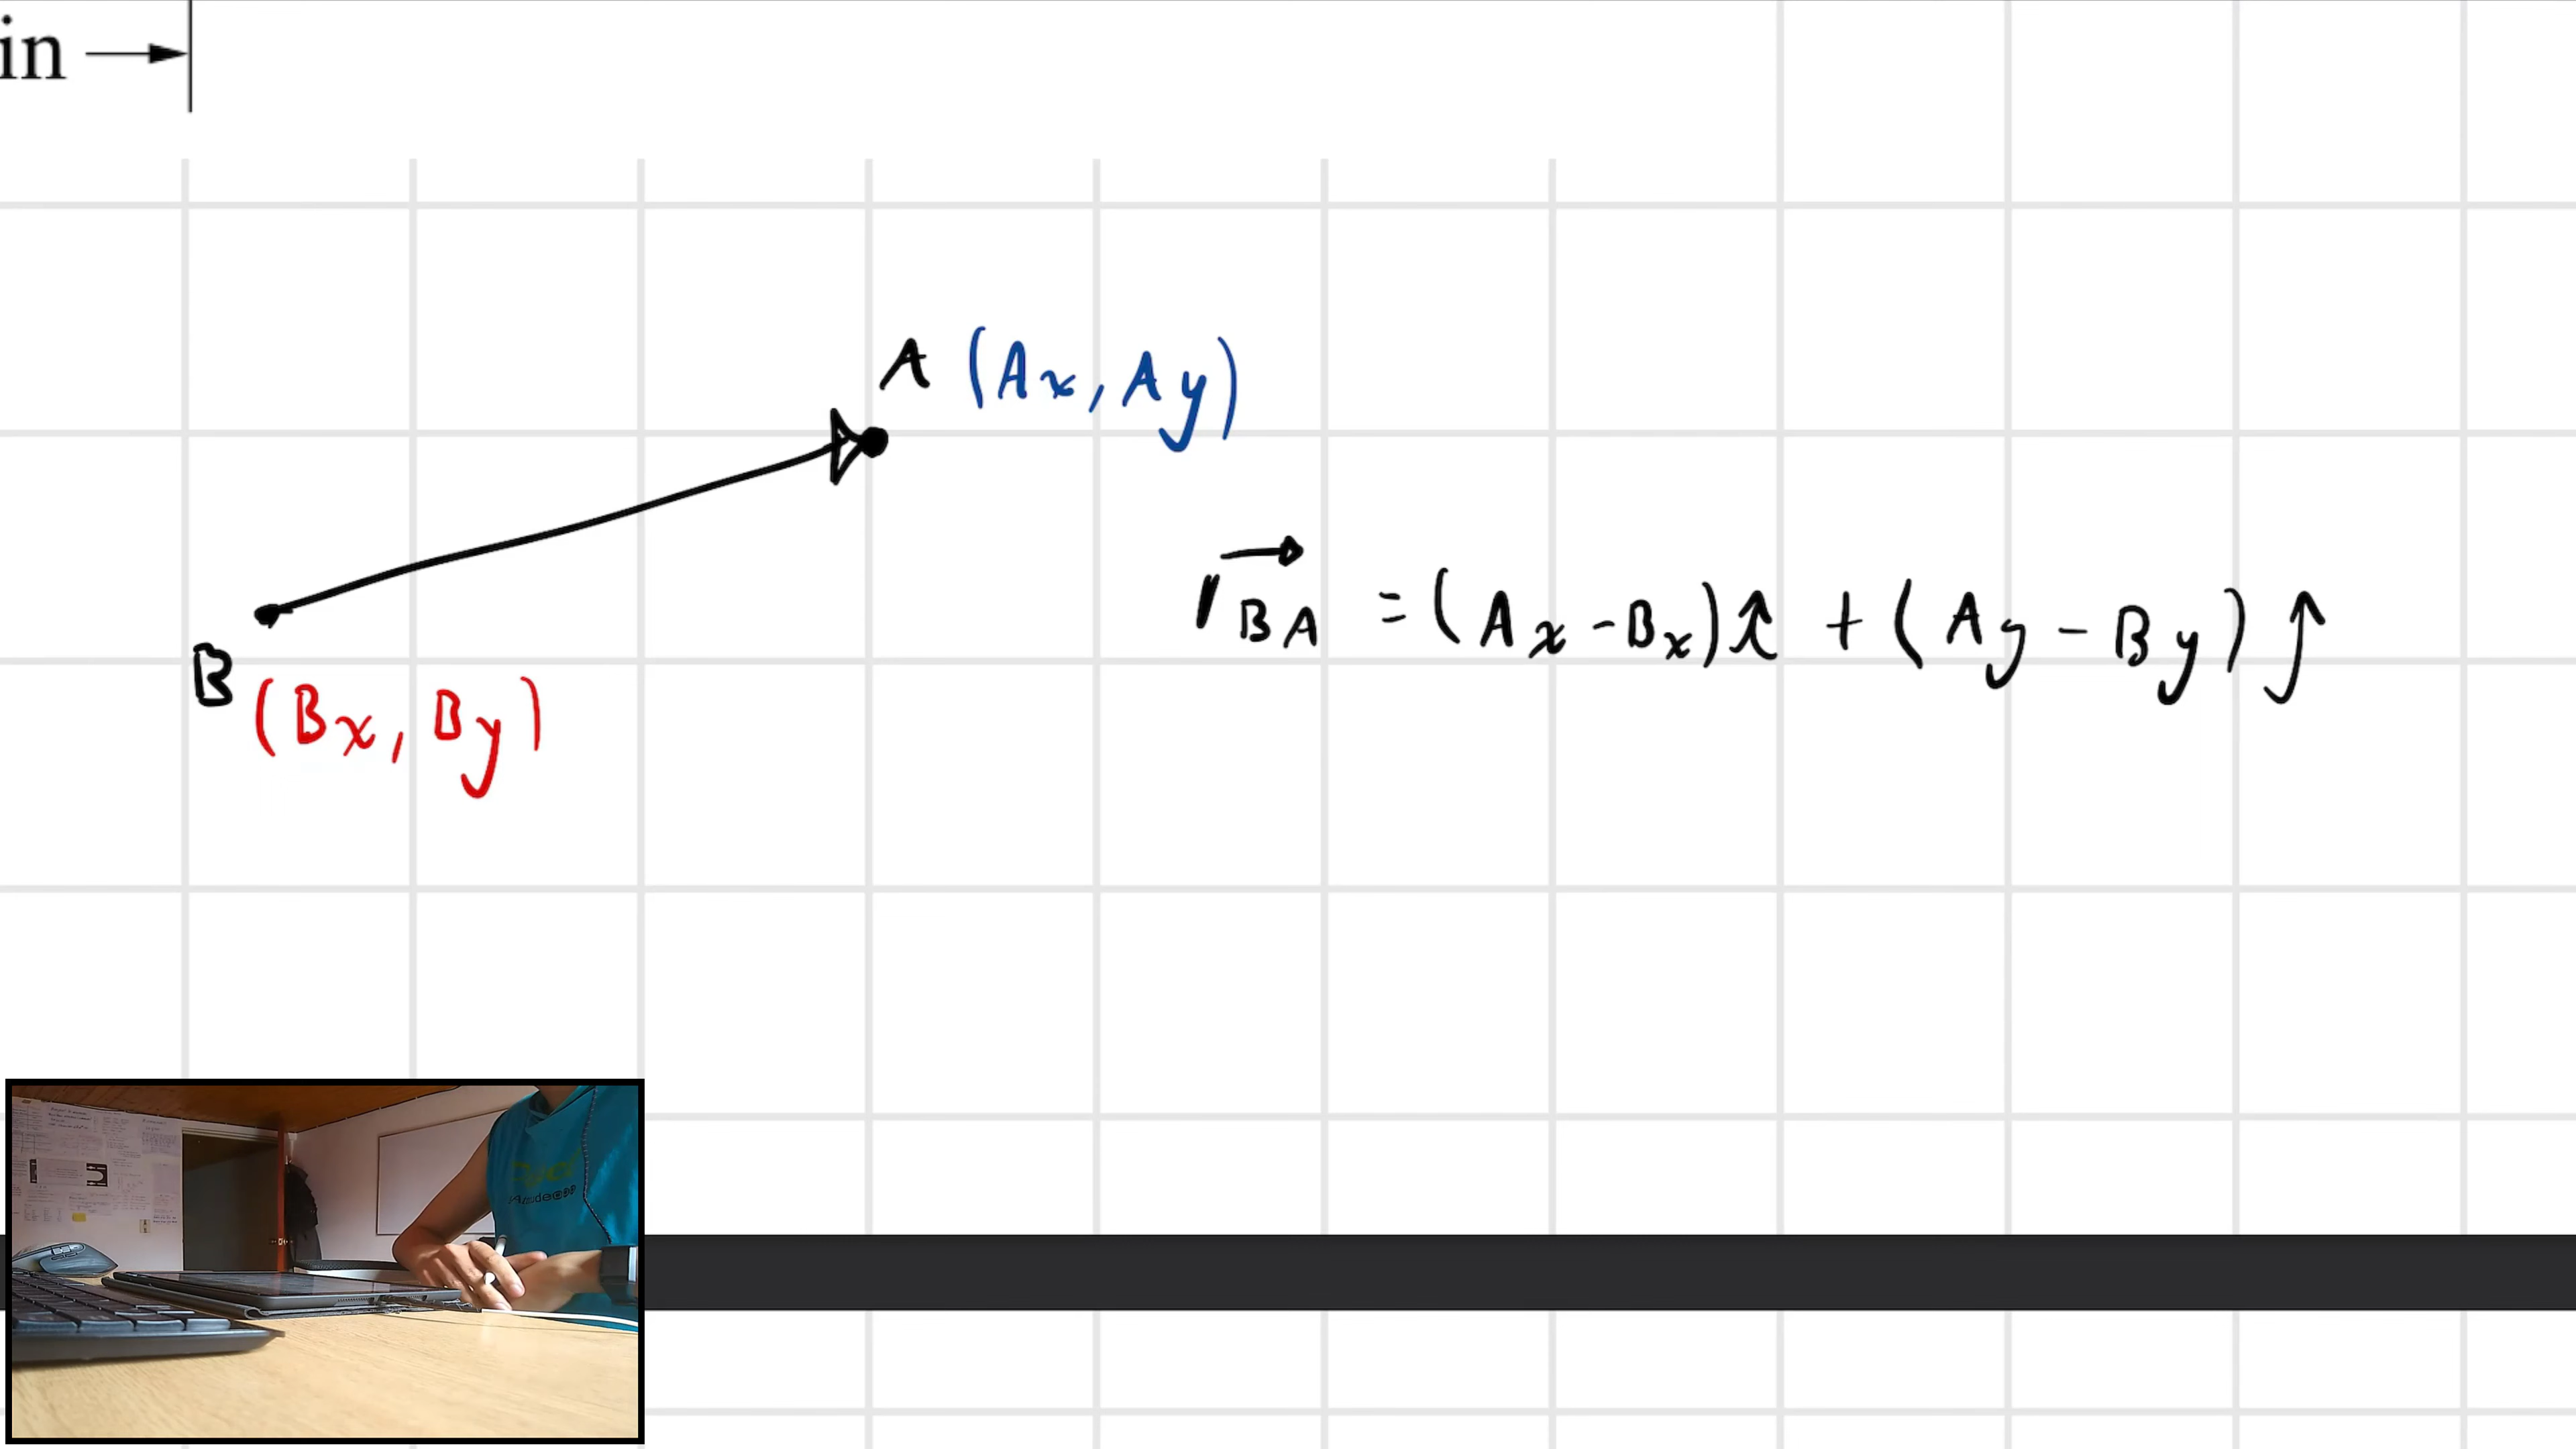 in
A (Ax, Ay)
r⃗BA = (Ax - Bx) î + (Ay - By) ĵ
B
(Bx, By)